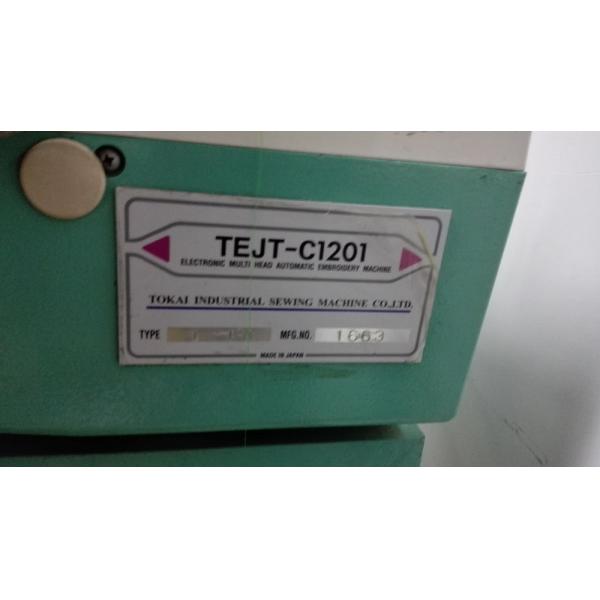 TEJT-C1201
ELECTRONIC MULTI HEAD AUTOMATIC EMBROIDERY MACHINE
TOKAI INDUSTRIAL SEWING MACHINE CO.,LTD.
TYPE MFG.NO. 1663
MADE IN JAPAN